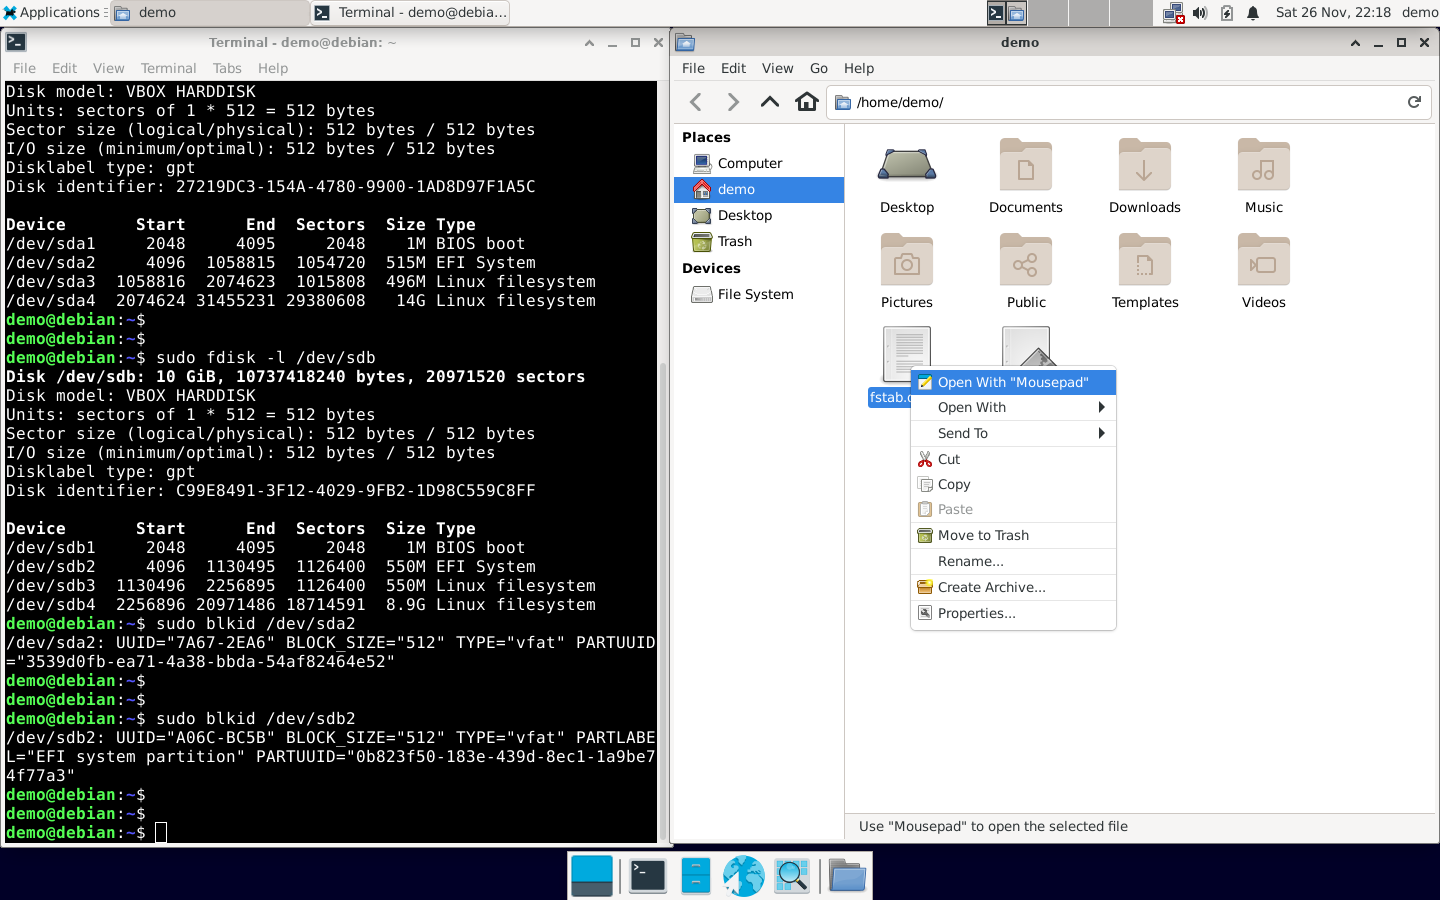 Applications
demo
Terminal - demo@debia...
Sat 26 Nov, 22:18
demo
Terminal - demo@debian: ~
File Edit View Terminal Tabs Help
Disk model: VBOX HARDDISK
Units: sectors of 1 * 512 = 512 bytes
Sector size (logical/physical): 512 bytes / 512 bytes
I/O size (minimum/optimal): 512 bytes / 512 bytes
Disklabel type: gpt
Disk identifier: 27219DC3-154A-4780-9900-1AD8D97F1A5C
Device Start End Sectors Size Type
/dev/sda1 2048 4095 2048 1M BIOS boot
/dev/sda2 4096 1058815 1054720 515M EFI System
/dev/sda3 1058816 2074623 1015808 496M Linux filesystem
/dev/sda4 2074624 31455231 29380608 14G Linux filesystem
demo@debian:~$
demo@debian:~$
demo@debian:~$ sudo fdisk -l /dev/sdb
Disk /dev/sdb: 10 GiB, 10737418240 bytes, 20971520 sectors
Disk model: VBOX HARDDISK
Units: sectors of 1 * 512 = 512 bytes
Sector size (logical/physical): 512 bytes / 512 bytes
I/O size (minimum/optimal): 512 bytes / 512 bytes
Disklabel type: gpt
Disk identifier: C99E8491-3F12-4029-9FB2-1D98C559C8FF
Device Start End Sectors Size Type
/dev/sdb1 2048 4095 2048 1M BIOS boot
/dev/sdb2 4096 1130495 1126400 550M EFI System
/dev/sdb3 1130496 2256895 1126400 550M Linux filesystem
/dev/sdb4 2256896 20971486 18714591 8.9G Linux filesystem
demo@debian:~$ sudo blkid /dev/sda2
/dev/sda2: UUID="7A67-2EA6" BLOCK_SIZE="512" TYPE="vfat" PARTUUID
="3539d0fb-ea71-4a38-bbda-54af82464e52"
demo@debian:~$
demo@debian:~$
demo@debian:~$ sudo blkid /dev/sdb2
/dev/sdb2: UUID="A06C-BC5B" BLOCK_SIZE="512" TYPE="vfat" PARTLABE
L="EFI system partition" PARTUUID="0b823f50-183e-439d-8ec1-1a9be7
4f77a3"
demo@debian:~$
demo@debian:~$
demo@debian:~$
demo
File Edit View Go Help
/home/demo/
Places
Computer
demo
Desktop
Trash
Devices
File System
Desktop
Documents
Downloads
Music
Pictures
Public
Templates
Videos
Open With "Mousepad"
Open With
Send To
Cut
Copy
Paste
Move to Trash
Rename...
Create Archive...
Properties...
Use "Mousepad" to open the selected file